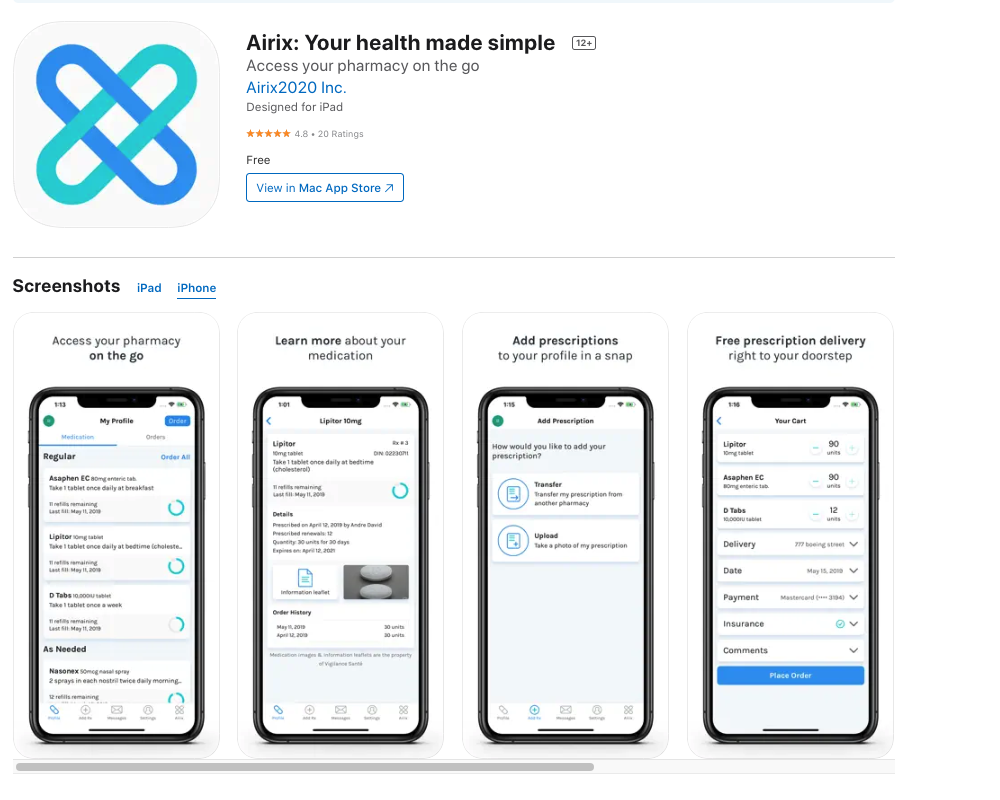 Airix: Your health made simple 12+
Access your pharmacy on the go
Airix2020 Inc.
Designed for iPad
4.8 • 20 Ratings
Free
View in Mac App Store ↗
Screenshots iPad iPhone
Access your pharmacy
on the go
1:13
My Profile Order
Medication Orders
Regular Order All
Asaphen EC 80mg enteric tab.
Take 1 tablet once daily at breakfast
11 refills remaining
Last fill: May 11, 2019
Lipitor 10mg tablet
Take 1 tablet once daily at bedtime (choleste...
11 refills remaining
Last fill: May 11, 2019
D Tabs 10,000IU tablet
Take 1 tablet once a week
11 refills remaining
Last fill: May 11, 2019
As Needed
Nasonex 50mcg nasal spray
2 sprays in each nostril twice daily morning...
12 refills remaining
Profile Add Rx Messages Settings Airix
Learn more about your
medication
1:01
Lipitor 10mg
Lipitor Rx # 3
10mg tablet DIN: 02230711
Take 1 tablet once daily at bedtime
(cholesterol)
11 refills remaining
Last fill: May 11, 2019
Details
Prescribed on April 12, 2019 by Andre David
Prescribed renewals: 12
Quantity: 30 units for 30 days
Expires on: April 12, 2021
Information leaflet
Order History
May 11, 2019 30 units
April 12, 2019 30 units
Medication images & information leaflets are the property
of Vigilance Santé
Profile Add Rx Messages Settings Airix
Add prescriptions
to your profile in a snap
1:15
Add Prescription
How would you like to add your
prescription?
Transfer
Transfer my prescription from
another pharmacy
Upload
Take a photo of my prescription
Profile Add Rx Messages Settings Airix
Free prescription delivery
right to your doorstep
1:16
Your Cart
Lipitor
10mg tablet
− 90 +
units
Asaphen EC
80mg enteric tab.
− 90 +
units
D Tabs
10,000IU tablet
− 12 +
units
Delivery 777 boeing street
Date May 15, 2019
Payment Mastercard (•••• 3194)
Insurance
Comments
Place Order